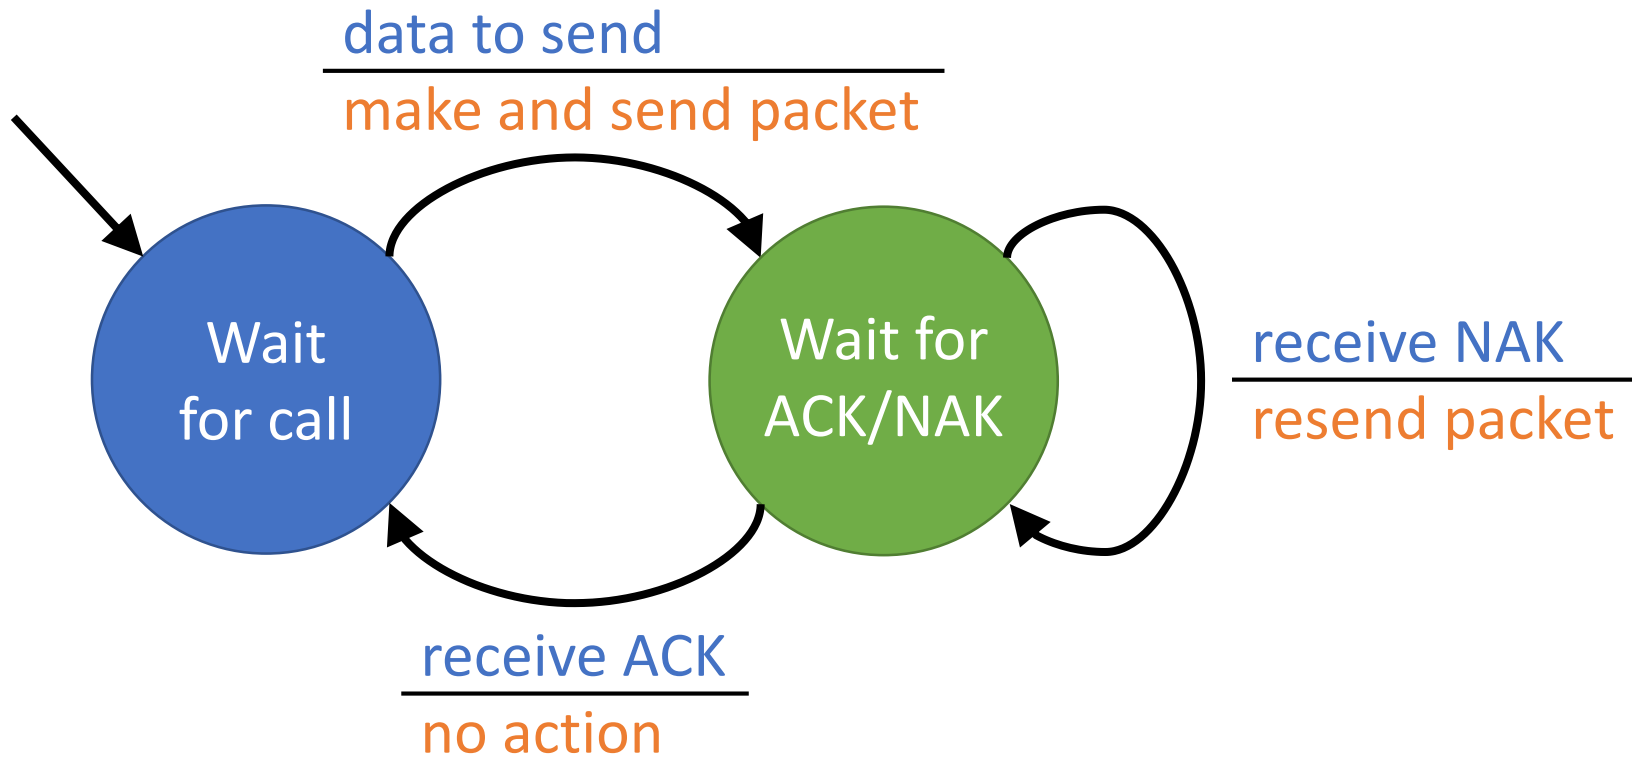 data to send
make and send packet
Wait
for call
Wait for
ACK/NAK
receive NAK
resend packet
receive ACK
no action